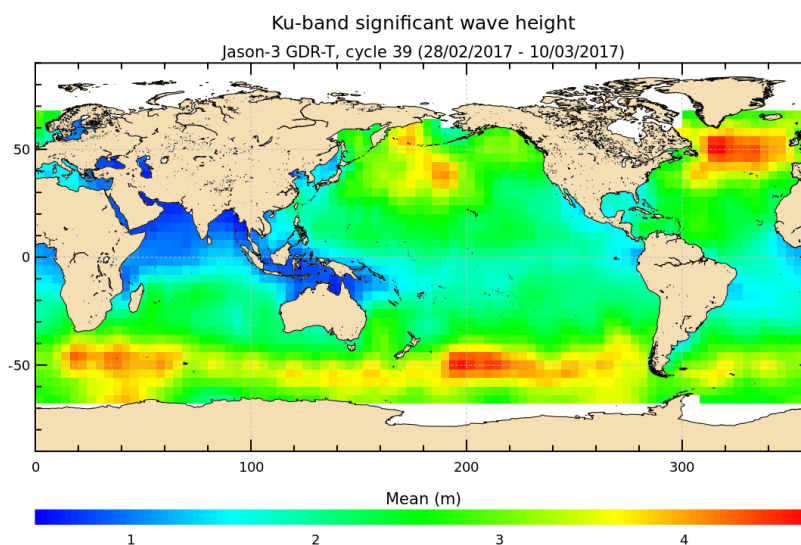 Ku-band significant wave height
Jason-3 GDR-T, cycle 39 (28/02/2017 - 10/03/2017)
50
0
-50
0 100 200 300
Mean (m)
1 2 3 4